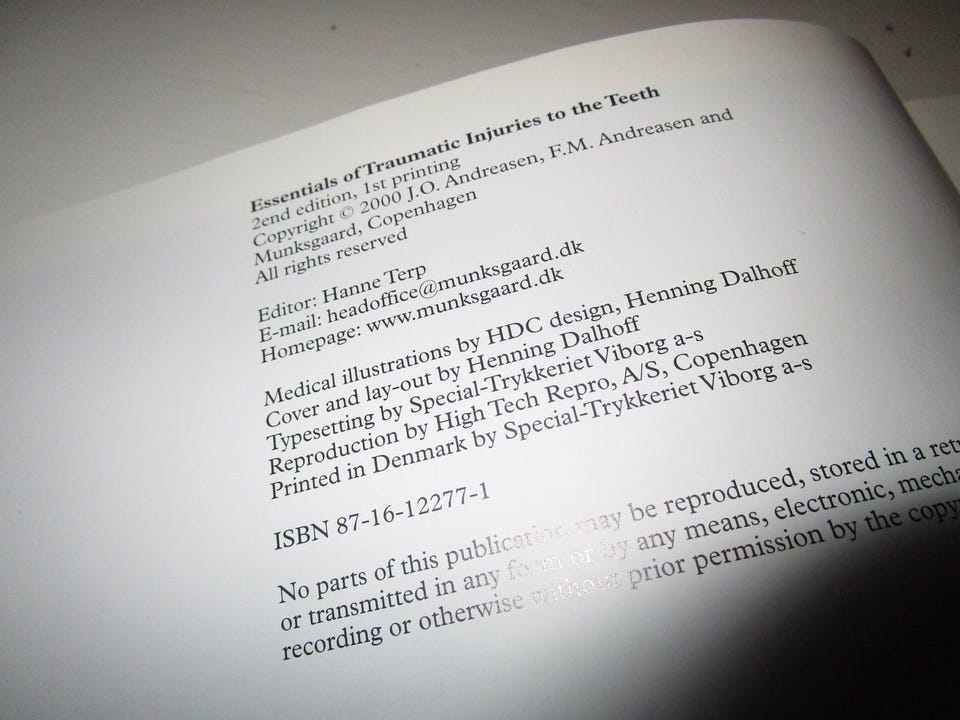 Essentials of Traumatic Injuries to the Teeth
2end edition, 1st printing
Copyright © 2000 J.O. Andreasen, F.M. Andreasen and
Munksgaard, Copenhagen
All rights reserved
Editor: Hanne Terp
E-mail: headoffice@munksgaard.dk
Homepage: www.munksgaard.dk
Medical illustrations by HDC design, Henning Dalhoff
Cover and lay-out by Henning Dalhoff
Typesetting by Special-Trykkeriet Viborg a-s
Reproduction by High Tech Repro, A/S, Copenhagen
Printed in Denmark by Special-Trykkeriet Viborg a-s
ISBN 87-16-12277-1
No parts of this publication may be reproduced, stored in a
or transmitted in any form or by any means, electronic,
recording or otherwise without prior permission by the